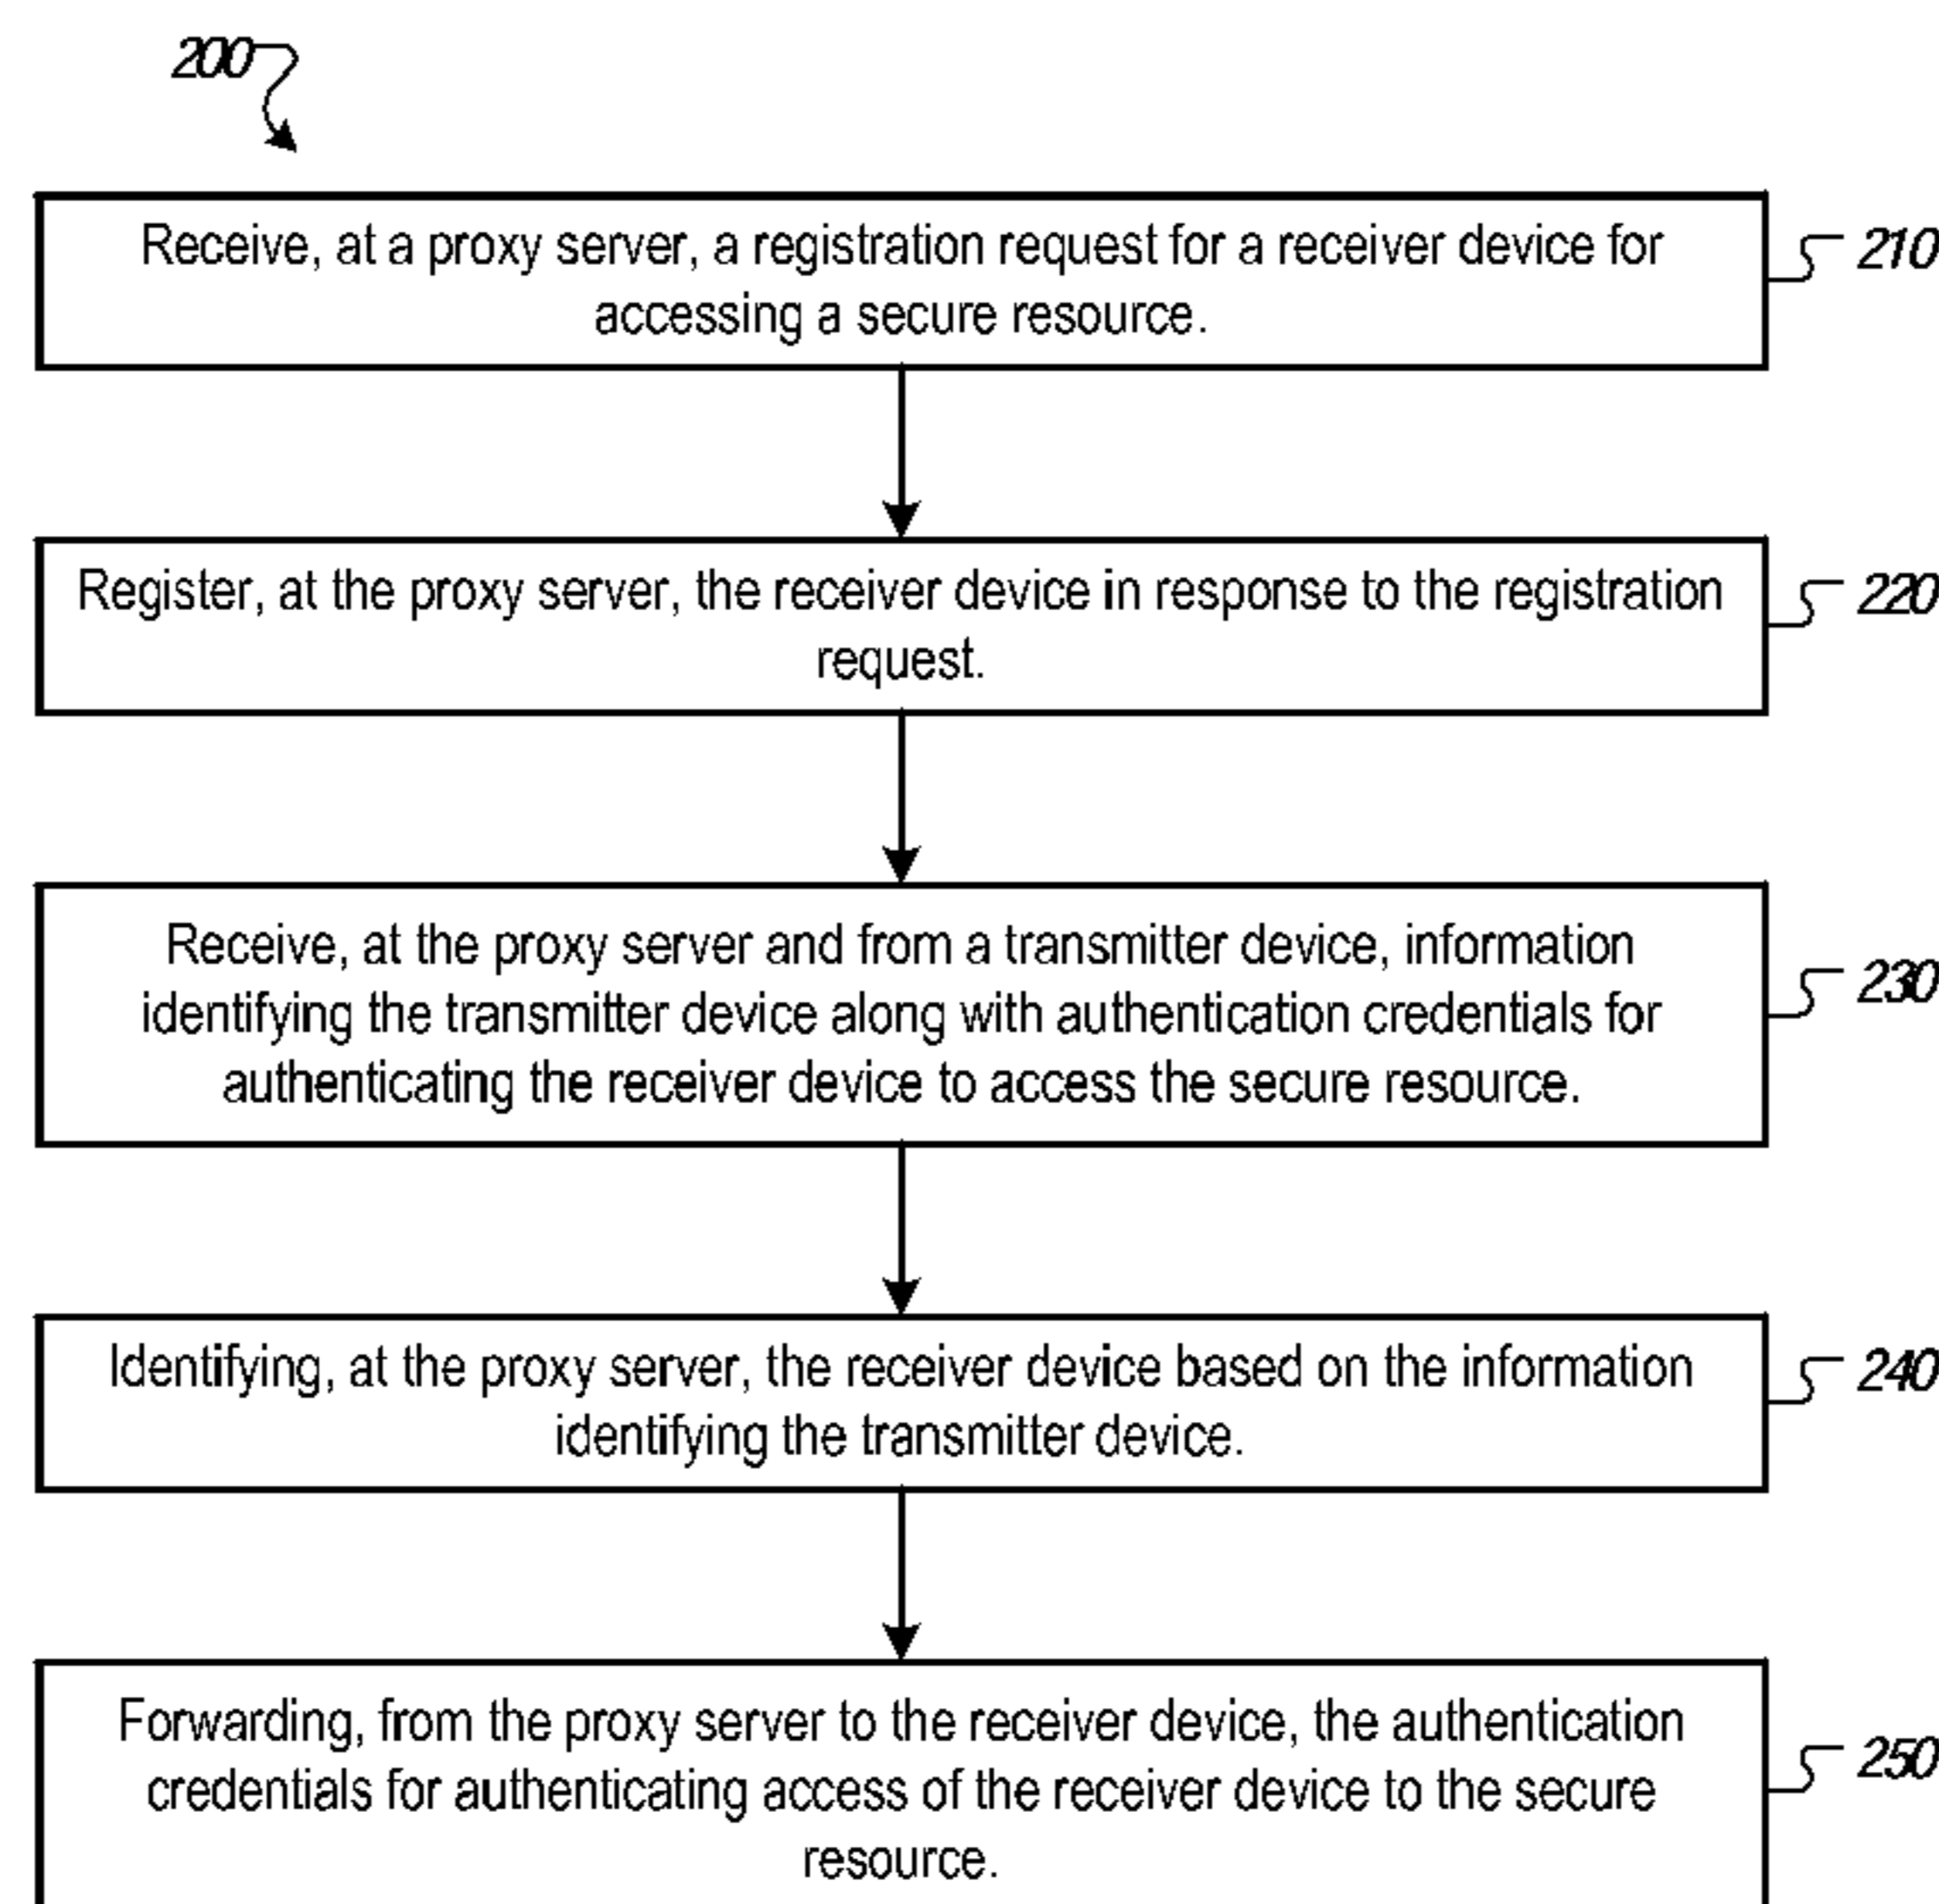 200
Receive, at a proxy server, a registration request for a receiver device for
accessing a secure resource.
210
Register, at the proxy server, the receiver device in response to the registration
request.
220
Receive, at the proxy server and from a transmitter device, information
identifying the transmitter device along with authentication credentials for
authenticating the receiver device to access the secure resource.
230
Identifying, at the proxy server, the receiver device based on the information
identifying the transmitter device.
240
Forwarding, from the proxy server to the receiver device, the authentication
credentials for authenticating access of the receiver device to the secure
resource.
250